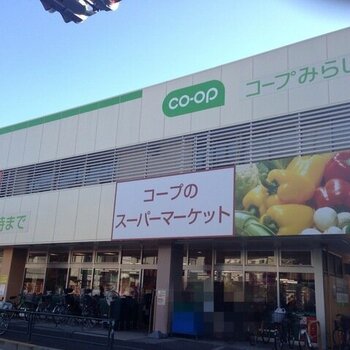 co-op コープみらい
コープの
スーパーマーケット
時まで